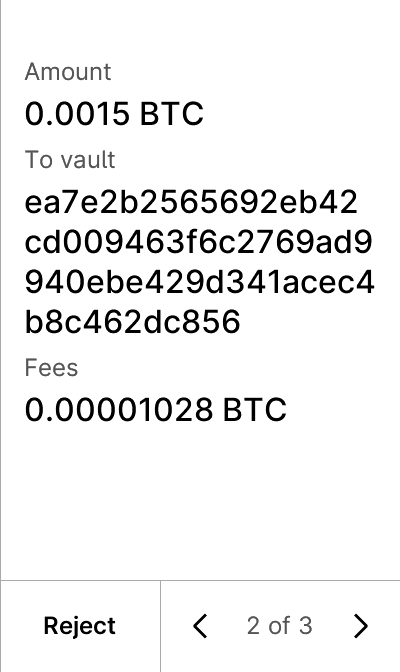 Amount
0.0015 BTC
To vault
ea7e2b2565692eb42
cd009463f6c2769ad9
940ebe429d341acec4
b8c462dc856
Fees
0.00001028 BTC
Reject
2 of 3